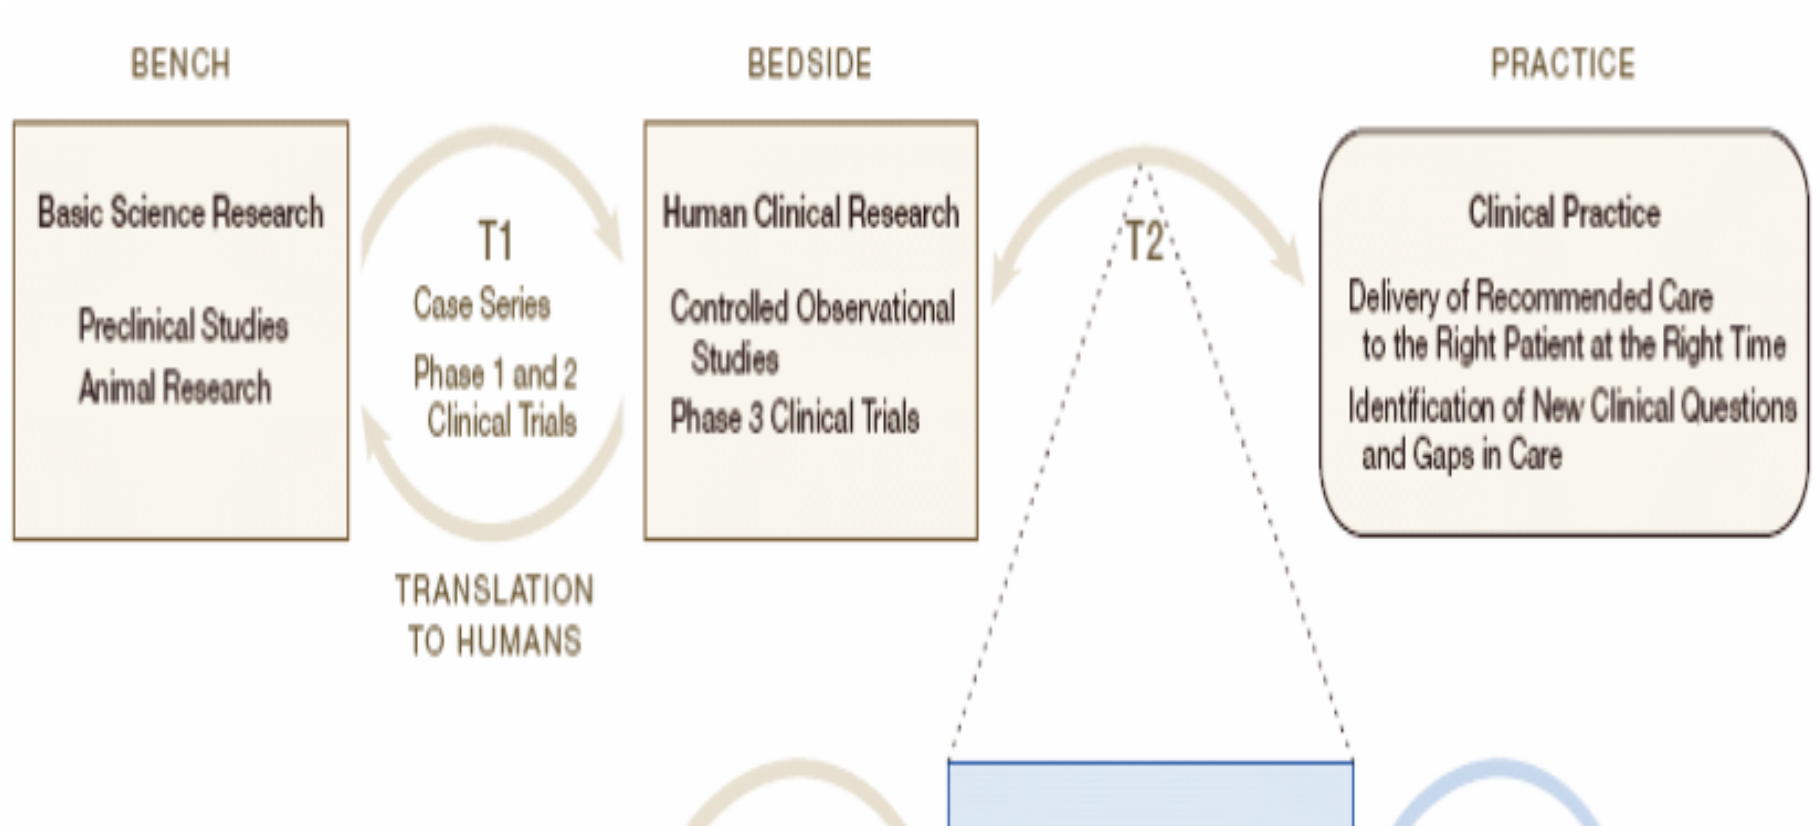 BENCH
BEDSIDE
PRACTICE
Basic Science Research
Preclinical Studies
Animal Research
T1
Case Series
Phase 1 and 2
Clinical Trials
TRANSLATION
TO HUMANS
Human Clinical Research
Controlled Observational
Studies
Phase 3 Clinical Trials
T2
Clinical Practice
Delivery of Recommended Care
to the Right Patient at the Right Time
Identification of New Clinical Questions
and Gaps in Care